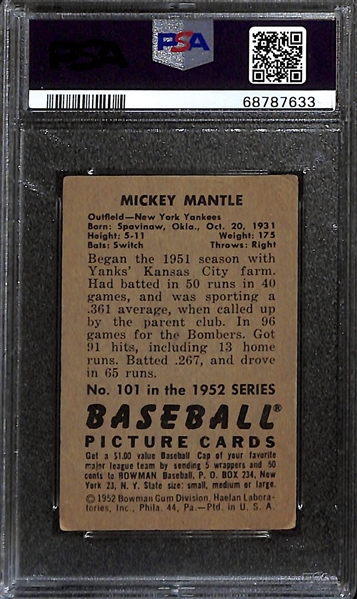 PSA
PSA
68787633
MICKEY MANTLE
Outfield—New York Yankees
Born: Spavinaw, Okla., Oct. 20, 1931
Height: 5-11 Weight: 175
Bats: Switch Throws: Right
Began the 1951 season with
Yanks' Kansas City farm.
Had batted in 50 runs in 40
games, and was sporting a
.361 average, when called up
by the parent club. In 96
games for the Bombers. Got
91 hits, including 13 home
runs. Batted .267, and drove
in 65 runs.
No. 101 in the 1952 SERIES
BASEBALL®
PICTURE CARDS
Get a $1.00 value Baseball Cap of your favorite
major league team by sending 5 wrappers and 50
cents to BOWMAN BASEBALL, P. O. BOX 234, New York
23, N. Y. State size: small, medium or large.
© 1952 Bowman Gum Division, Haelan Labora-
tories, Inc., Phila. 44, Pa.—Ptd. in U. S. A.